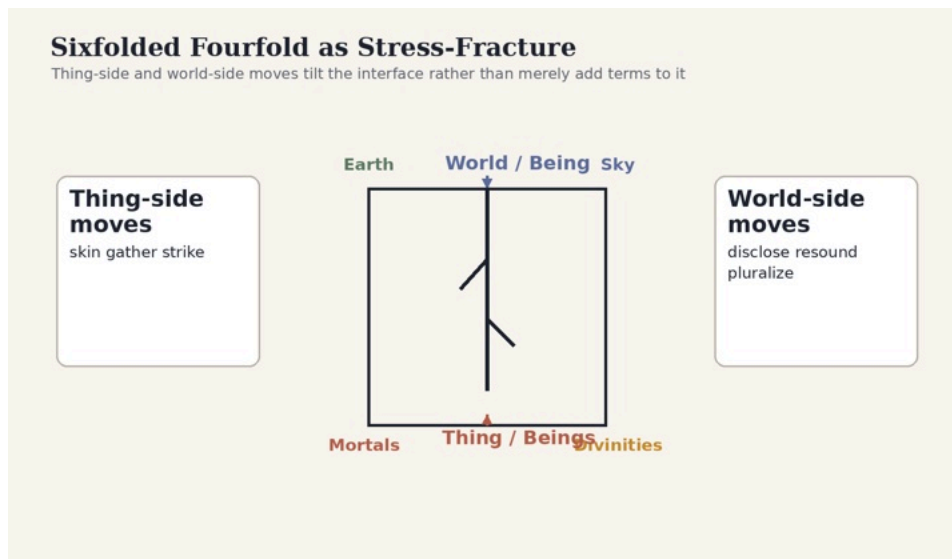 Sixfolded Fourfold as Stress-Fracture
Thing-side and world-side moves tilt the interface rather than merely add terms to it
Earth
World / Being
Sky
Thing-side
moves
skin gather strike
World-side
moves
disclose resound
pluralize
Mortals
Thing / Beings
Divinities